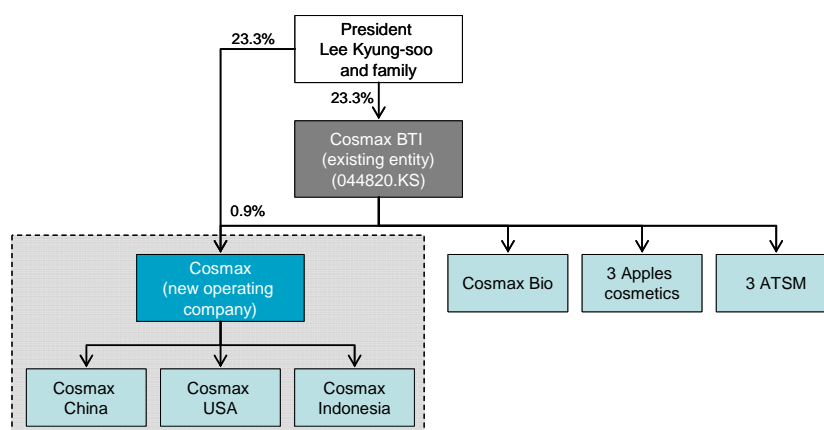 President
Lee Kyung-soo
and family
23.3%
23.3%
Cosmax BTI
(existing entity)
(044820.KS)
0.9%
Cosmax
(new operating
company)
Cosmax Bio
3 Apples
cosmetics
3 ATSM
Cosmax
China
Cosmax
USA
Cosmax
Indonesia